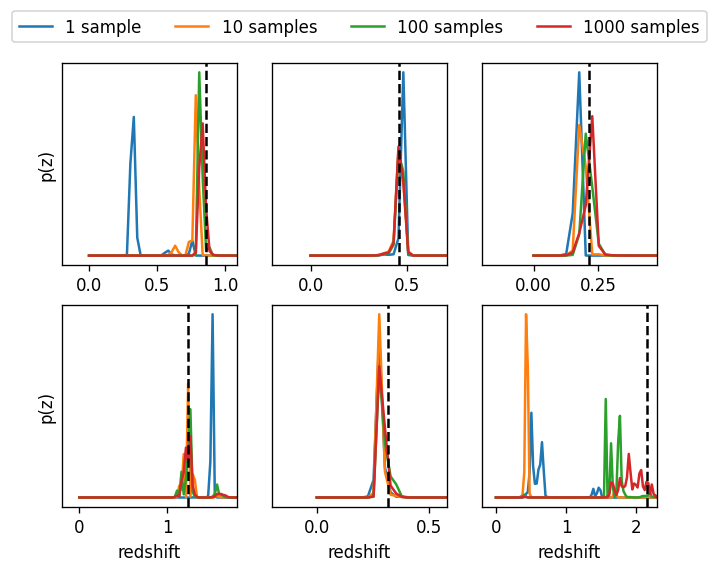 1 sample 10 samples 100 samples 1000 samples
p(z)
0.0 0.5 1.0
0.0 0.5
0.00 0.25
p(z)
0 1
0.0 0.5
0 1 2
redshift redshift redshift